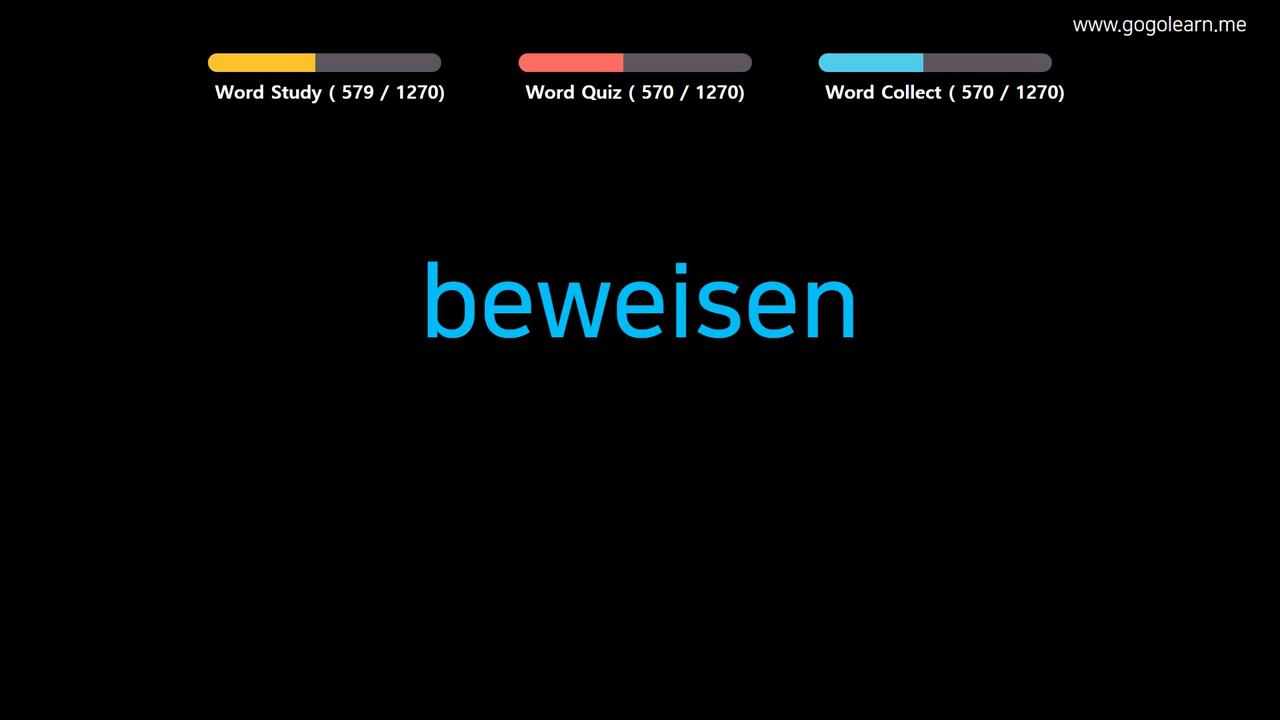 www.gogolearn.me
Word Study ( 579 / 1270)
Word Quiz ( 570 / 1270)
Word Collect ( 570 / 1270)
beweisen